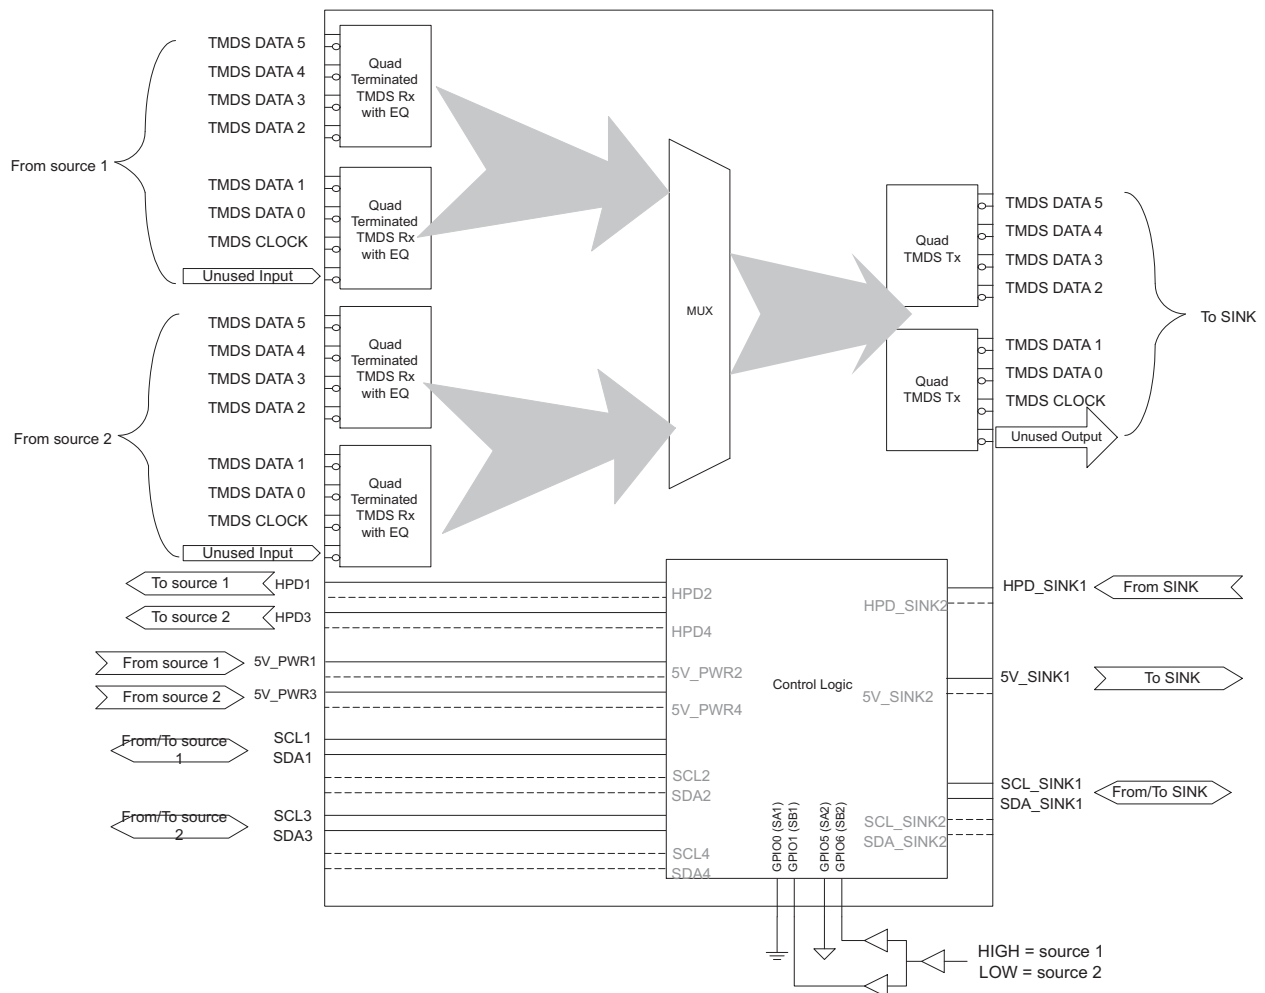 TMDS DATA 5
TMDS DATA 4
TMDS DATA 3
TMDS DATA 2
From source 1
TMDS DATA 1
TMDS DATA 0
TMDS CLOCK
Unused Input
Quad
Terminated
TMDS Rx
with EQ
Quad
Terminated
TMDS Rx
with EQ
TMDS DATA 5
TMDS DATA 4
TMDS DATA 3
TMDS DATA 2
From source 2
TMDS DATA 1
TMDS DATA 0
TMDS CLOCK
Unused Input
Quad
Terminated
TMDS Rx
with EQ
Quad
Terminated
TMDS Rx
with EQ
MUX
Quad
TMDS Tx
Quad
TMDS Tx
TMDS DATA 5
TMDS DATA 4
TMDS DATA 3
TMDS DATA 2
TMDS DATA 1
TMDS DATA 0
TMDS CLOCK
Unused Output
To SINK
To source 1
HPD1
To source 2
HPD3
From source 1
5V_PWR1
From source 2
5V_PWR3
From/To source
1
SCL1
SDA1
From/To source
2
SCL3
SDA3
HPD2
HPD4
5V_PWR2
5V_PWR4
SCL2
SDA2
SCL4
SDA4
Control Logic
HPD_SINK2
5V_SINK2
SCL_SINK2
SDA_SINK2
GPIO0 (SA1)
GPIO1 (SB1)
GPIO5 (SA2)
GPIO6 (SB2)
HPD_SINK1
From SINK
5V_SINK1
To SINK
SCL_SINK1
SDA_SINK1
From/To SINK
HIGH = source 1
LOW = source 2